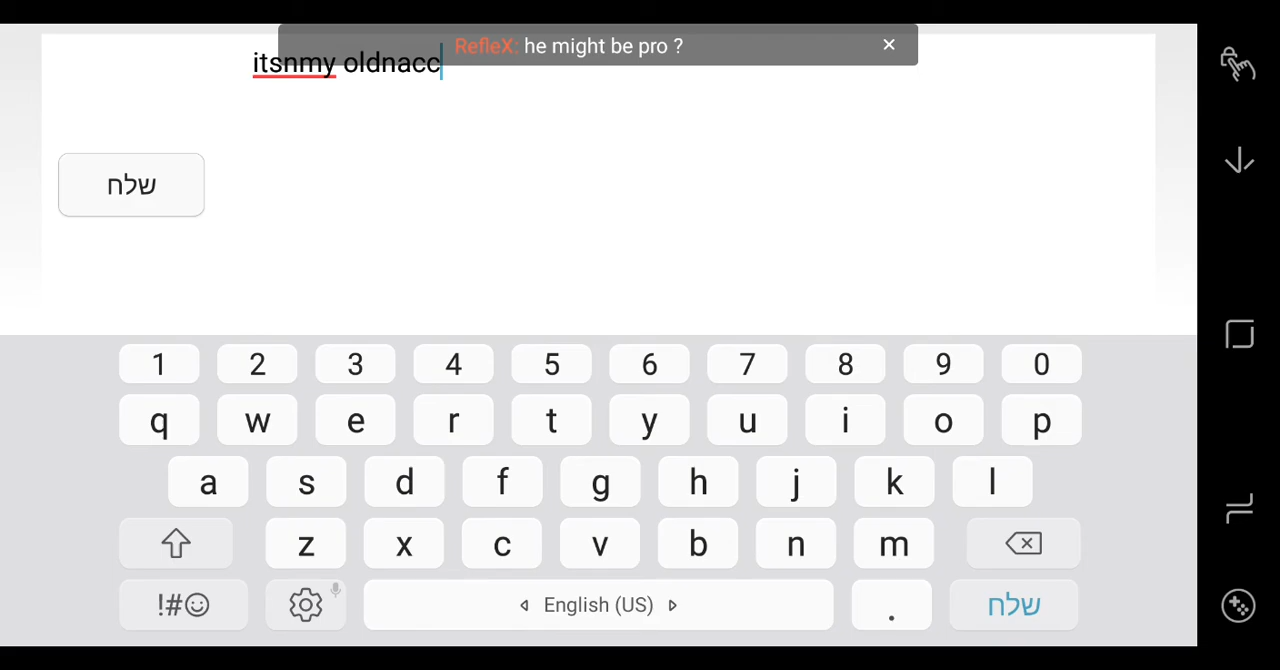 RefleX: he might be pro ?
itsnmy oldnacc
שלח
1 2 3 4 5 6 7 8 9 0
q w e r t y u i o p
a s d f g h j k l
z x c v b n m
!#☺ English (US) . שלח